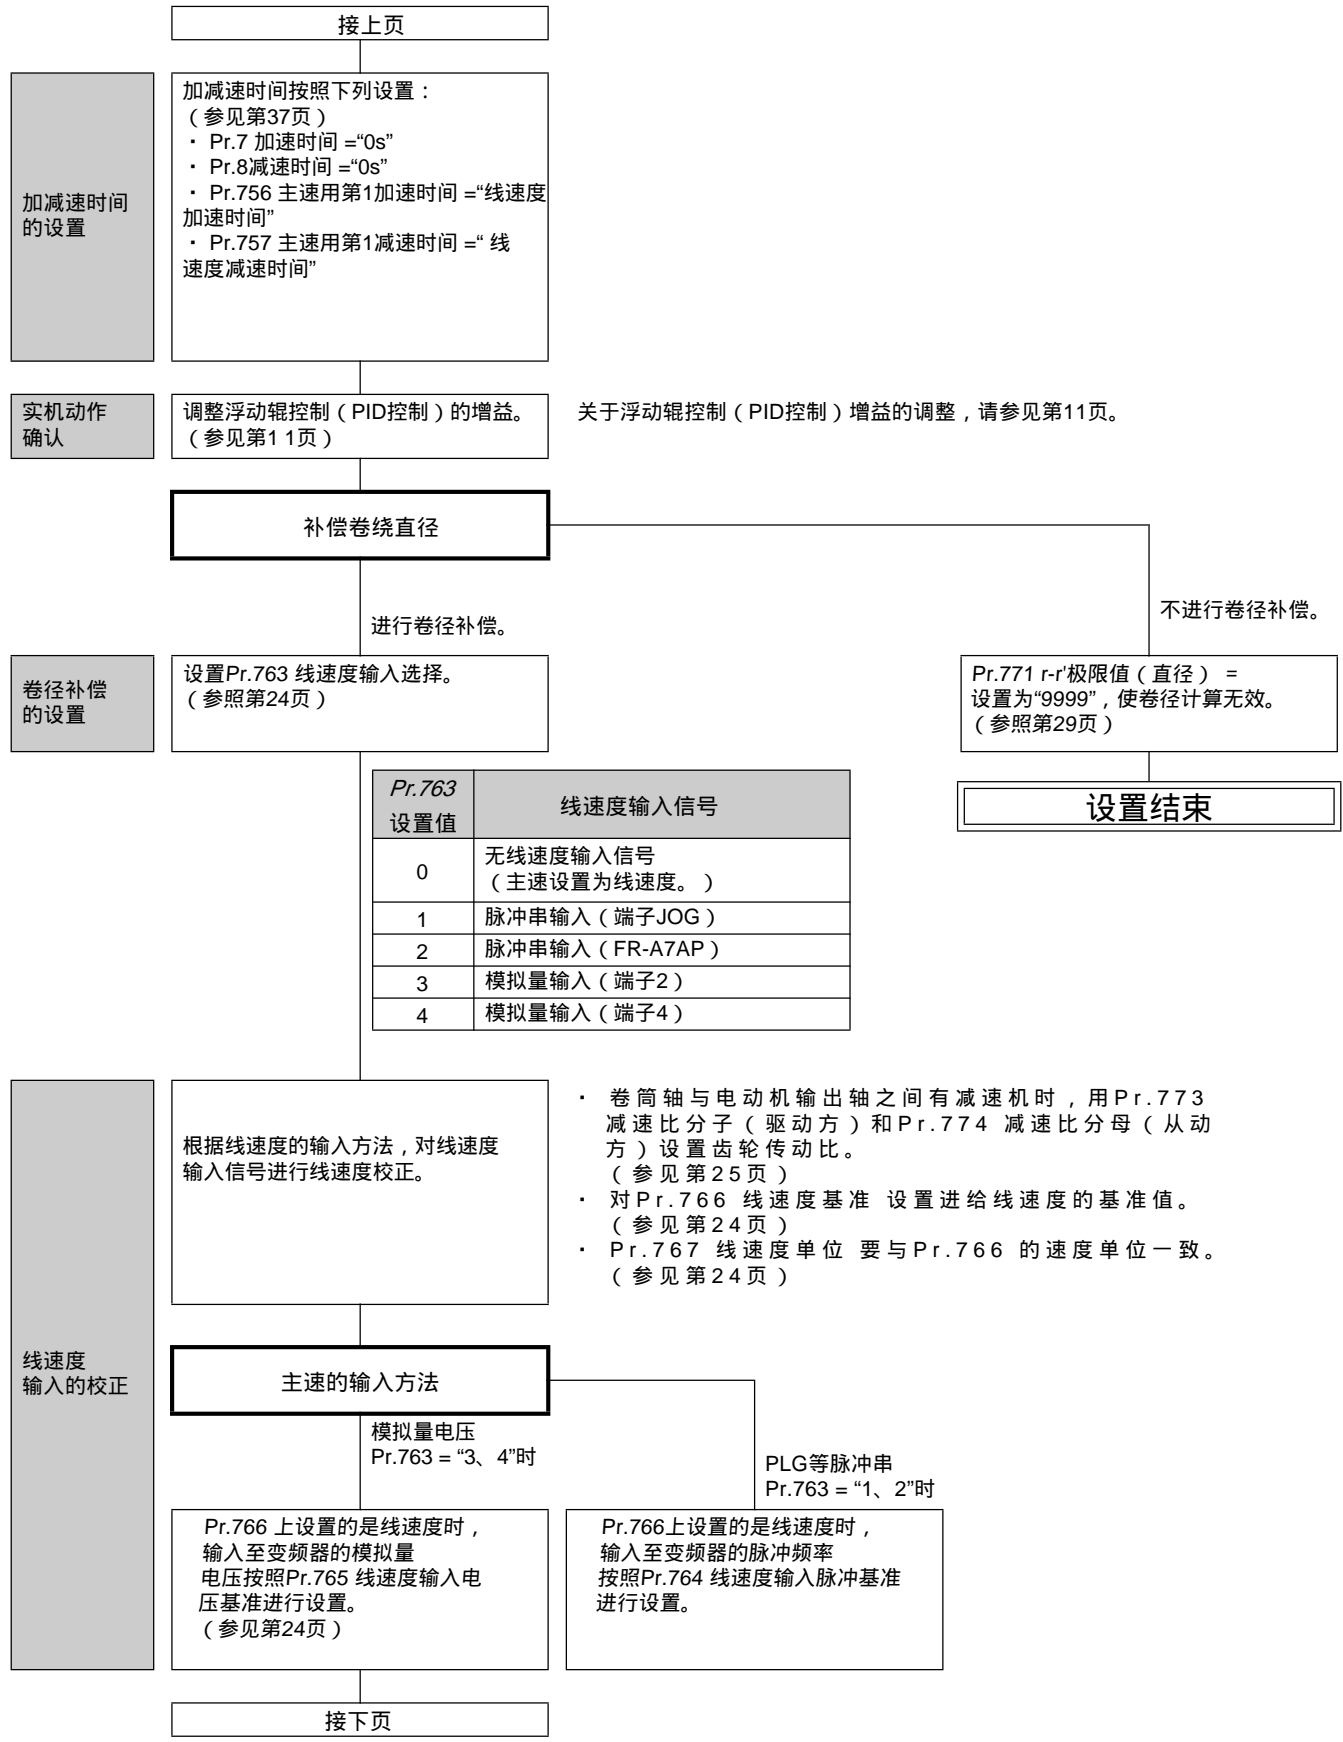 接上页
加减速时间
的设置
加减速时间按照下列设置：
（参见第37页）
· Pr.7 加速时间 =“0s”
· Pr.8减速时间 =“0s”
· Pr.756 主速用第1加速时间 =“线速度
加速时间”
· Pr.757 主速用第1减速时间 =“ 线
速度减速时间”
实机动作
确认
调整浮动辊控制（PID控制）的增益。
（参见第1 1页）
关于浮动辊控制（PID控制）增益的调整，请参见第11页。
补偿卷绕直径
进行卷径补偿。
不进行卷径补偿。
卷径补偿
的设置
设置Pr.763 线速度输入选择。
（参照第24页）
Pr.771 r-r'极限值（直径） =
设置为“9999”，使卷径计算无效。
（参照第29页）
设置结束
Pr.763
设置值
线速度输入信号
0
无线速度输入信号
（主速设置为线速度。）
1
脉冲串输入（端子JOG）
2
脉冲串输入（FR-A7AP）
3
模拟量输入（端子2）
4
模拟量输入（端子4）
线速度
输入的校正
根据线速度的输入方法，对线速度
输入信号进行线速度校正。
· 卷筒轴与电动机输出轴之间有减速机时，用Pr.773
减速比分子（驱动方）和Pr.774 减速比分母（从动
方）设置齿轮传动比。
（参见第25页）
· 对Pr.766 线速度基准 设置进给线速度的基准值。
（参见第24页）
· Pr.767 线速度单位 要与Pr.766 的速度单位一致。
（参见第24页）
主速的输入方法
模拟量电压
Pr.763 = “3、4”时
PLG等脉冲串
Pr.763 = “1、2”时
Pr.766 上设置的是线速度时，
输入至变频器的模拟量
电压按照Pr.765 线速度输入电
压基准进行设置。
（参见第24页）
Pr.766上设置的是线速度时，
输入至变频器的脉冲频率
按照Pr.764 线速度输入脉冲基准
进行设置。
接下页